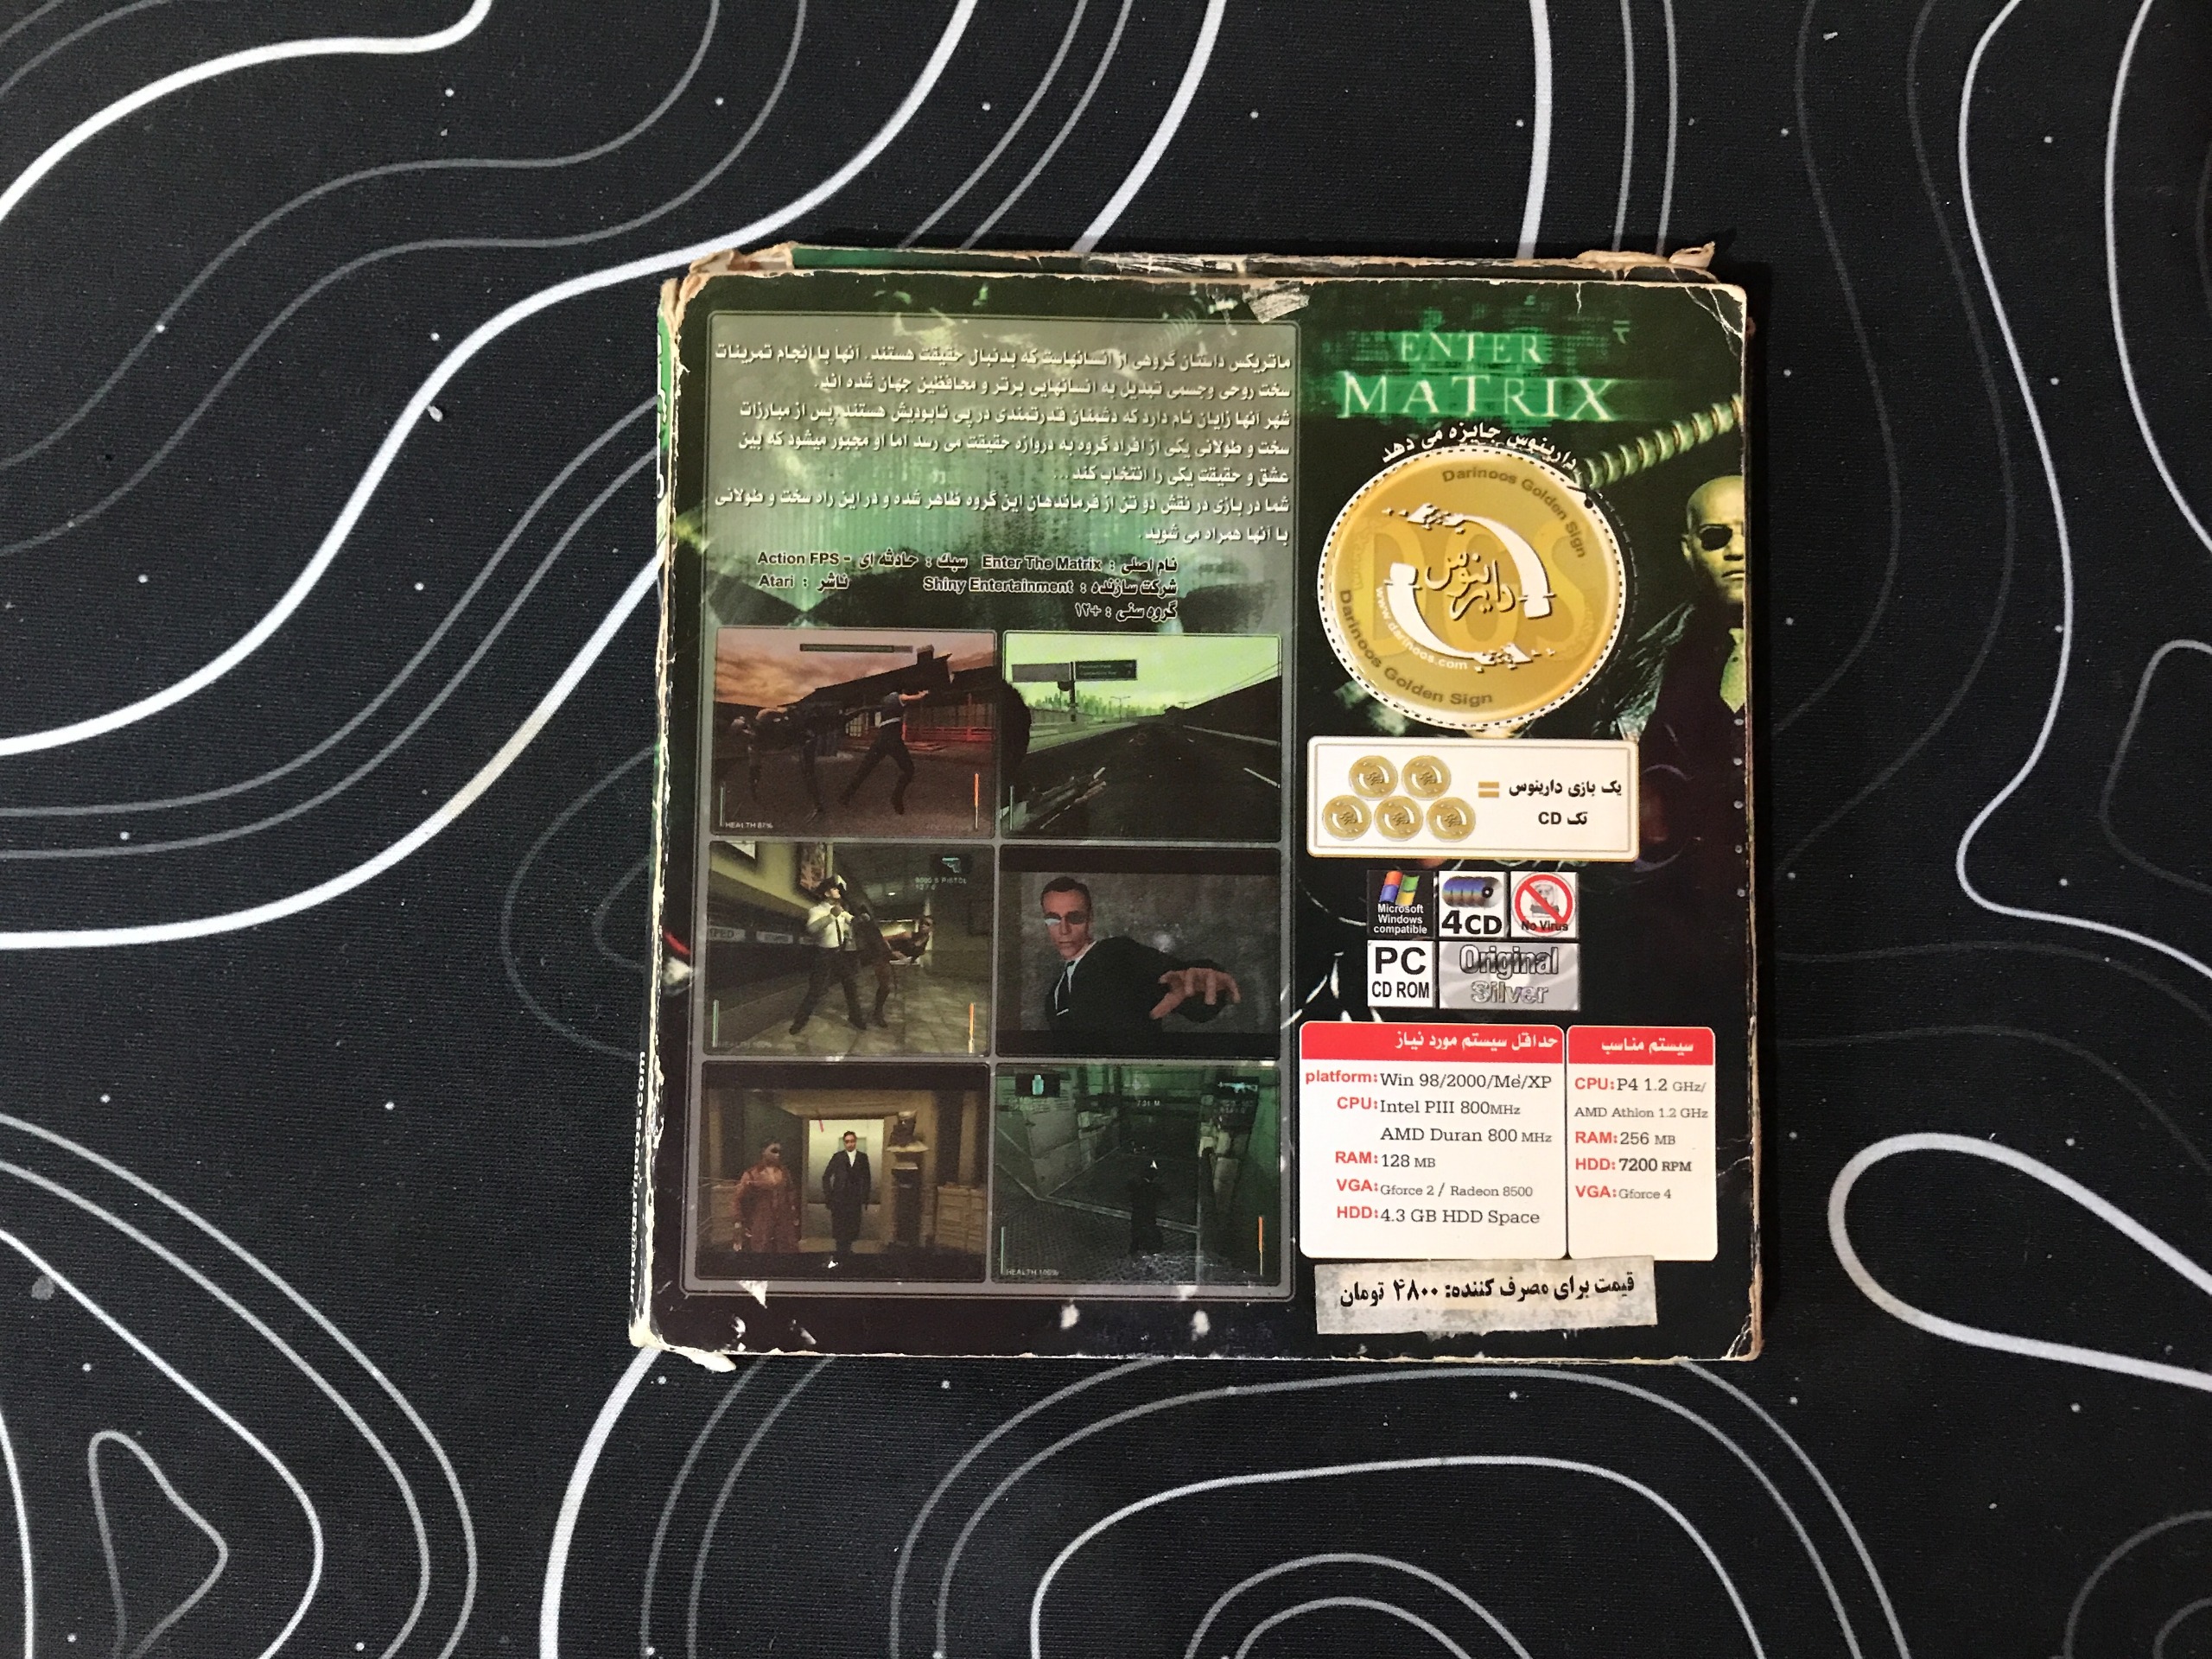 ماتریکس داستان گروهی از انسانهاست که بدنبال حقیقت هستند. آنها با انجام تمرینات
سخت روحی وجسمی تبدیل به انسانهایی برتر و محافظین جهان شده اند.
شهر آنها زایان نام دارد که دشمنان قدرتمندی در پی نابودیش هستند. پس از مبارزات
سخت و طولانی یکی از افراد گروه به دروازه حقیقت می رسد اما او مجبور میشود که بین
عشق و حقیقت یکی را انتخاب کند ...
شما در بازی در نقش دو تن از فرماندهان این گروه ظاهر شده و در این راه سخت و طولانی
با آنها همراه می شوید.
نام اصلی : Enter The Matrix سبک : حادثه ای - Action FPS
شرکت سازنده : Shiny Entertainment ناشر : Atari
گروه سنی : +۱۲
HEALTH 100%
ENTER
MATRIX
دارینوس جایزه می دهد
Darinoos Golden Sign
دارینوس
www.darinoos.com
Darinoos Golden Sign
یک بازی دارینوس =
تک CD
Microsoft
Windows
compatible
4CD
No Virus
PC
CD ROM
Original
Silver
حداقل سیستم مورد نیاز
platform: Win 98/2000/Me/XP
CPU: Intel PIII 800MHz
AMD Duran 800 MHz
RAM: 128 MB
VGA: Gforce 2 / Radeon 8500
HDD: 4.3 GB HDD Space
سیستم مناسب
CPU: P4 1.2 GHz/
AMD Athlon 1.2 GHz
RAM: 256 MB
HDD: 7200 RPM
VGA: Gforce 4
قیمت برای مصرف کننده: ۴۸۰۰ تومان